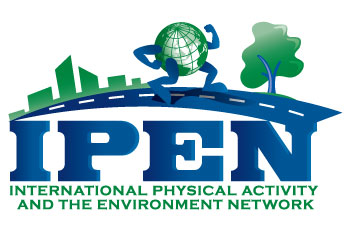 IPEN
INTERNATIONAL PHYSICAL ACTIVITY
AND THE ENVIRONMENT NETWORK